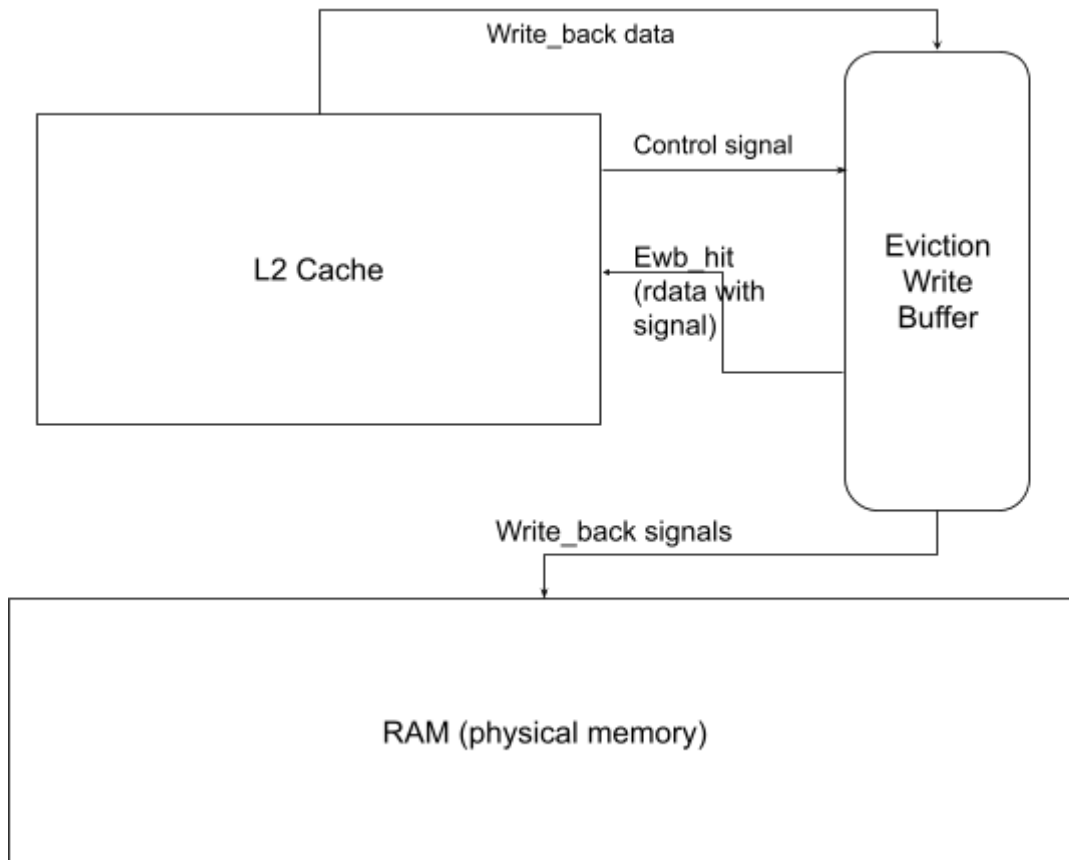 Write_back data
Control signal
L2 Cache
Ewb_hit
(rdata with
signal)
Eviction
Write
Buffer
Write_back signals
RAM (physical memory)